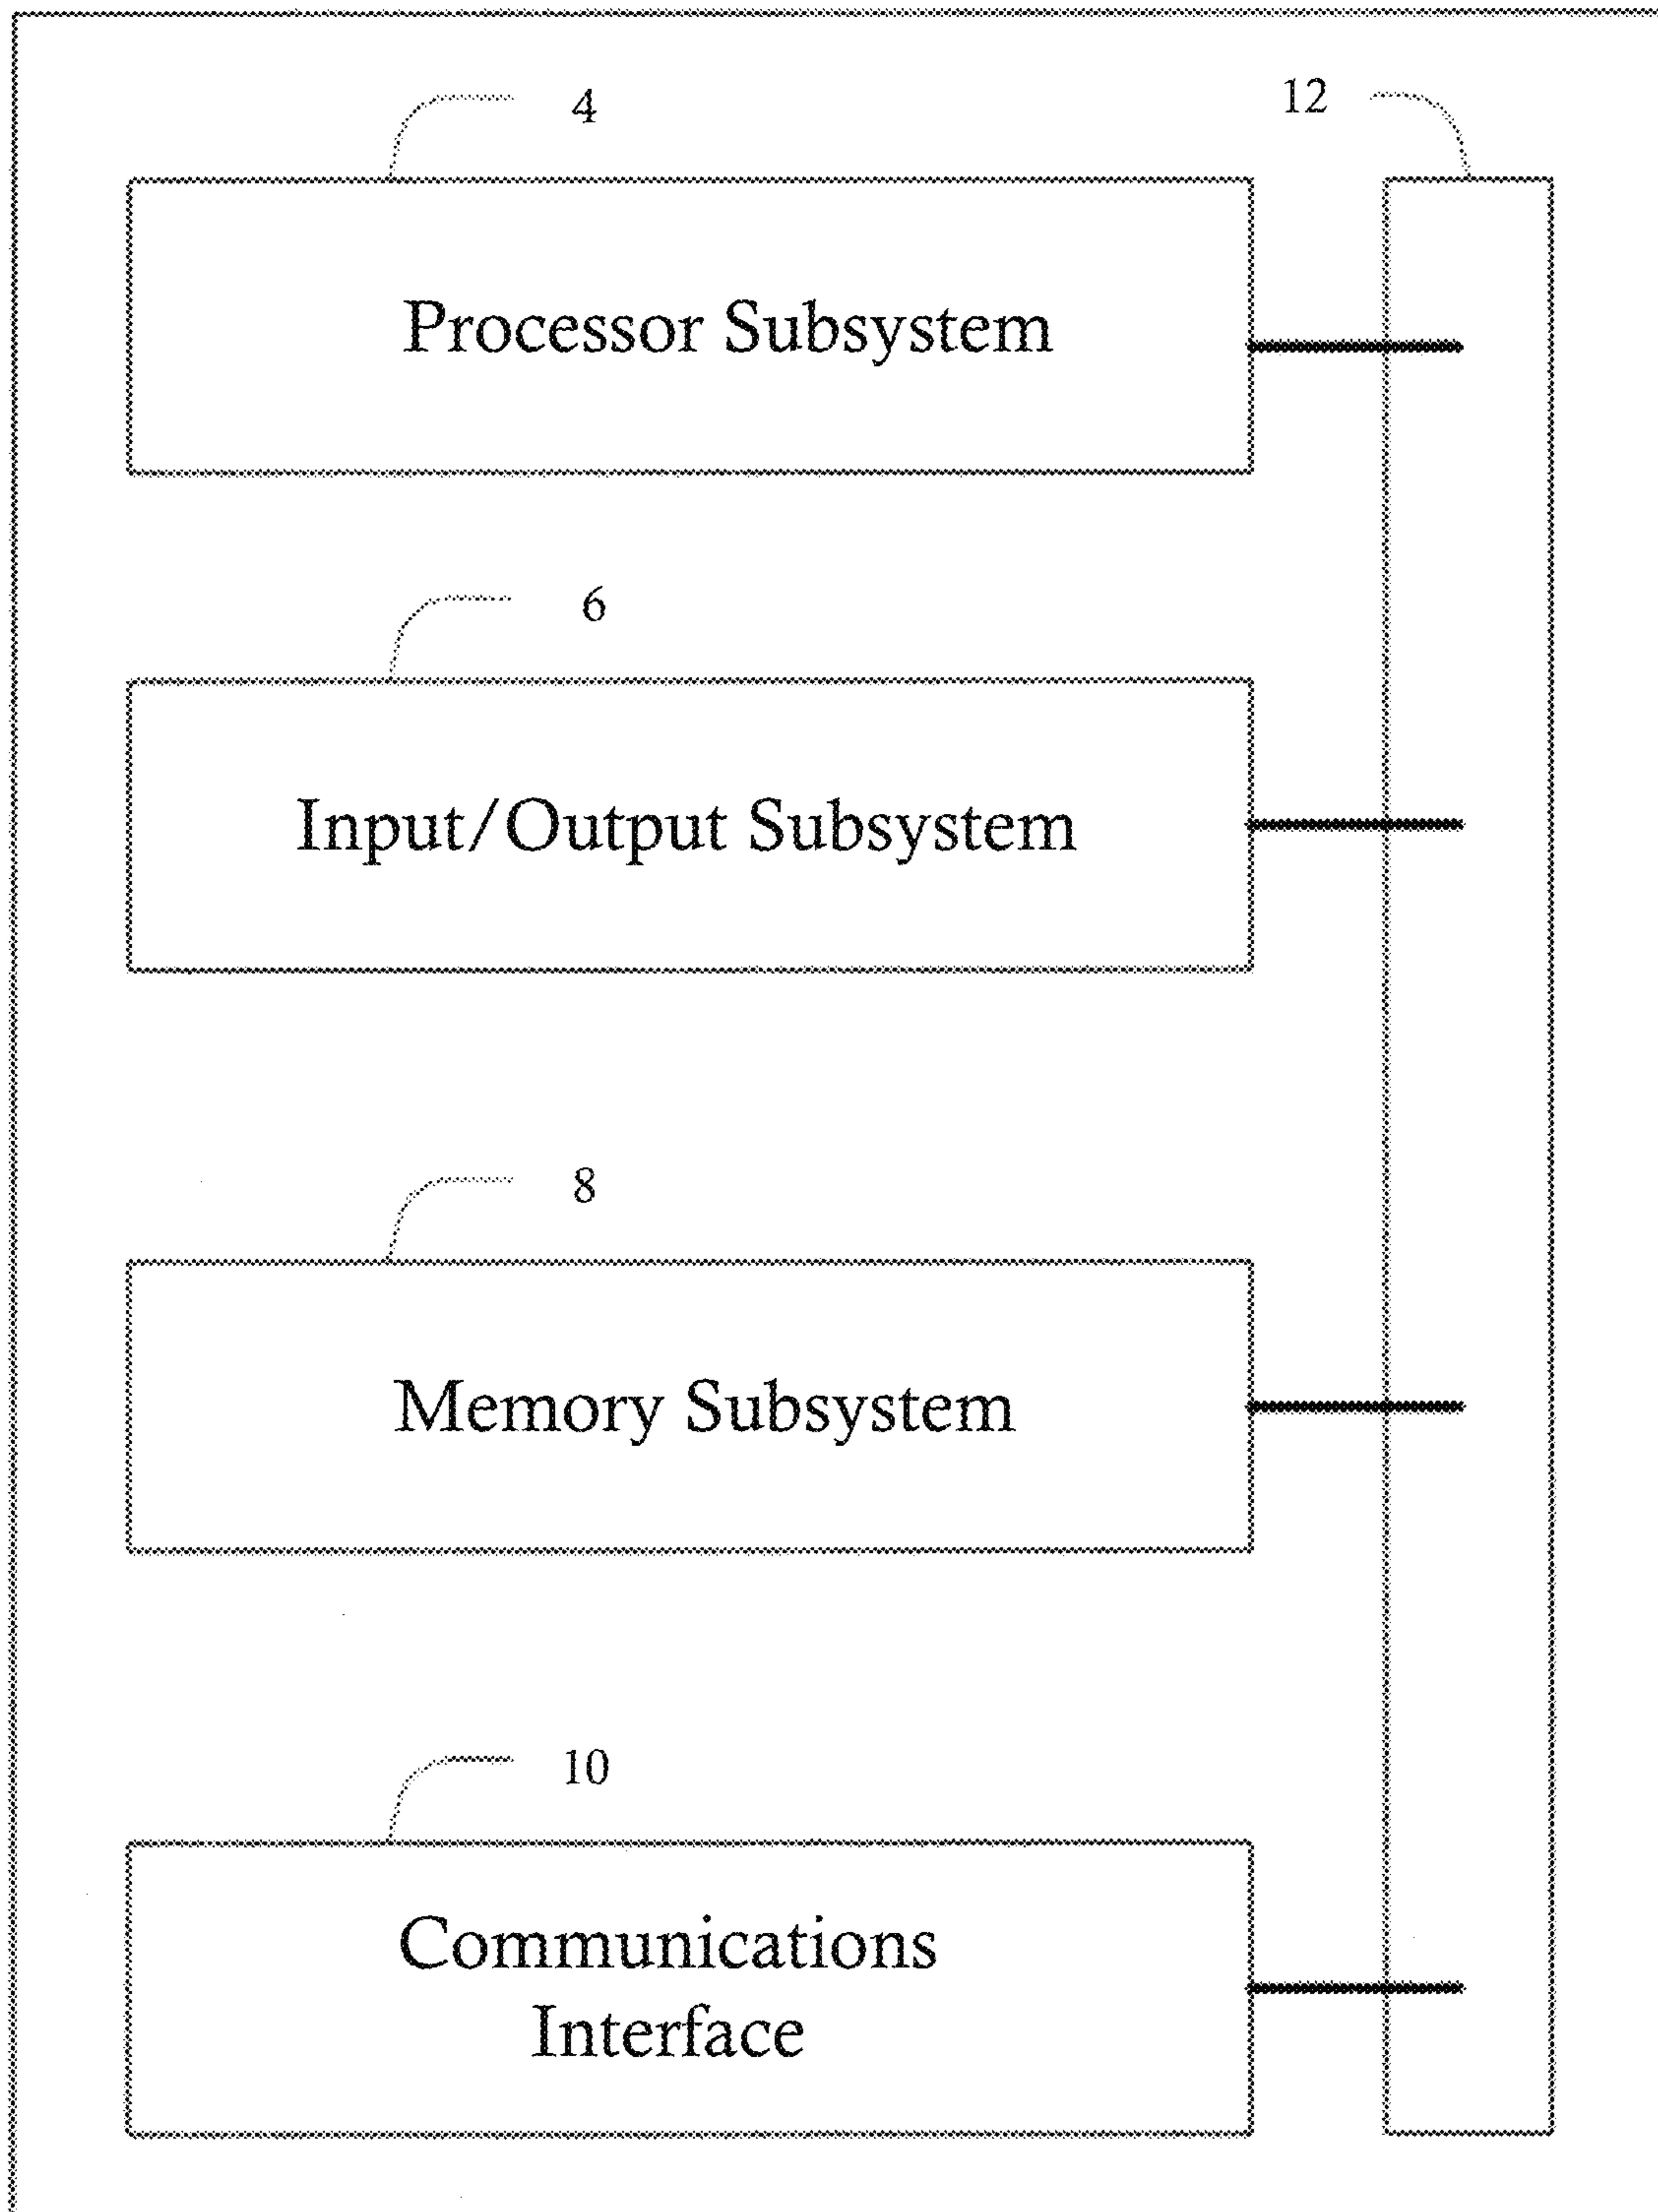 4
12
Processor Subsystem
6
Input/Output Subsystem
8
Memory Subsystem
10
Communications
Interface